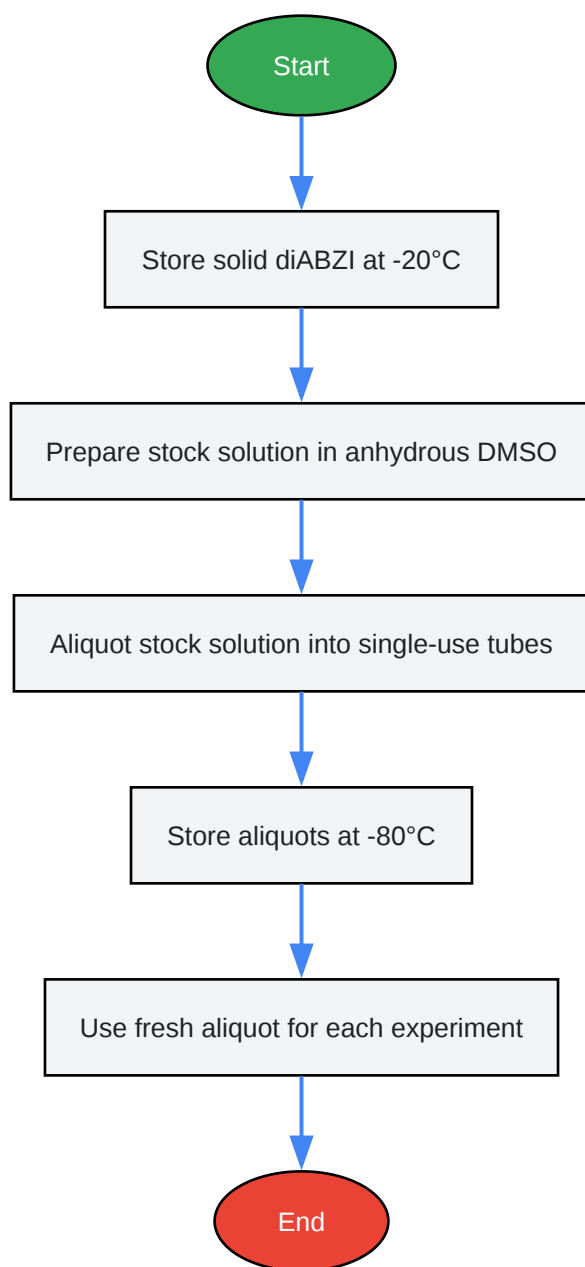 Start
Store solid diABZI at -20°C
Prepare stock solution in anhydrous DMSO
Aliquot stock solution into single-use tubes
Store aliquots at -80°C
Use fresh aliquot for each experiment
End